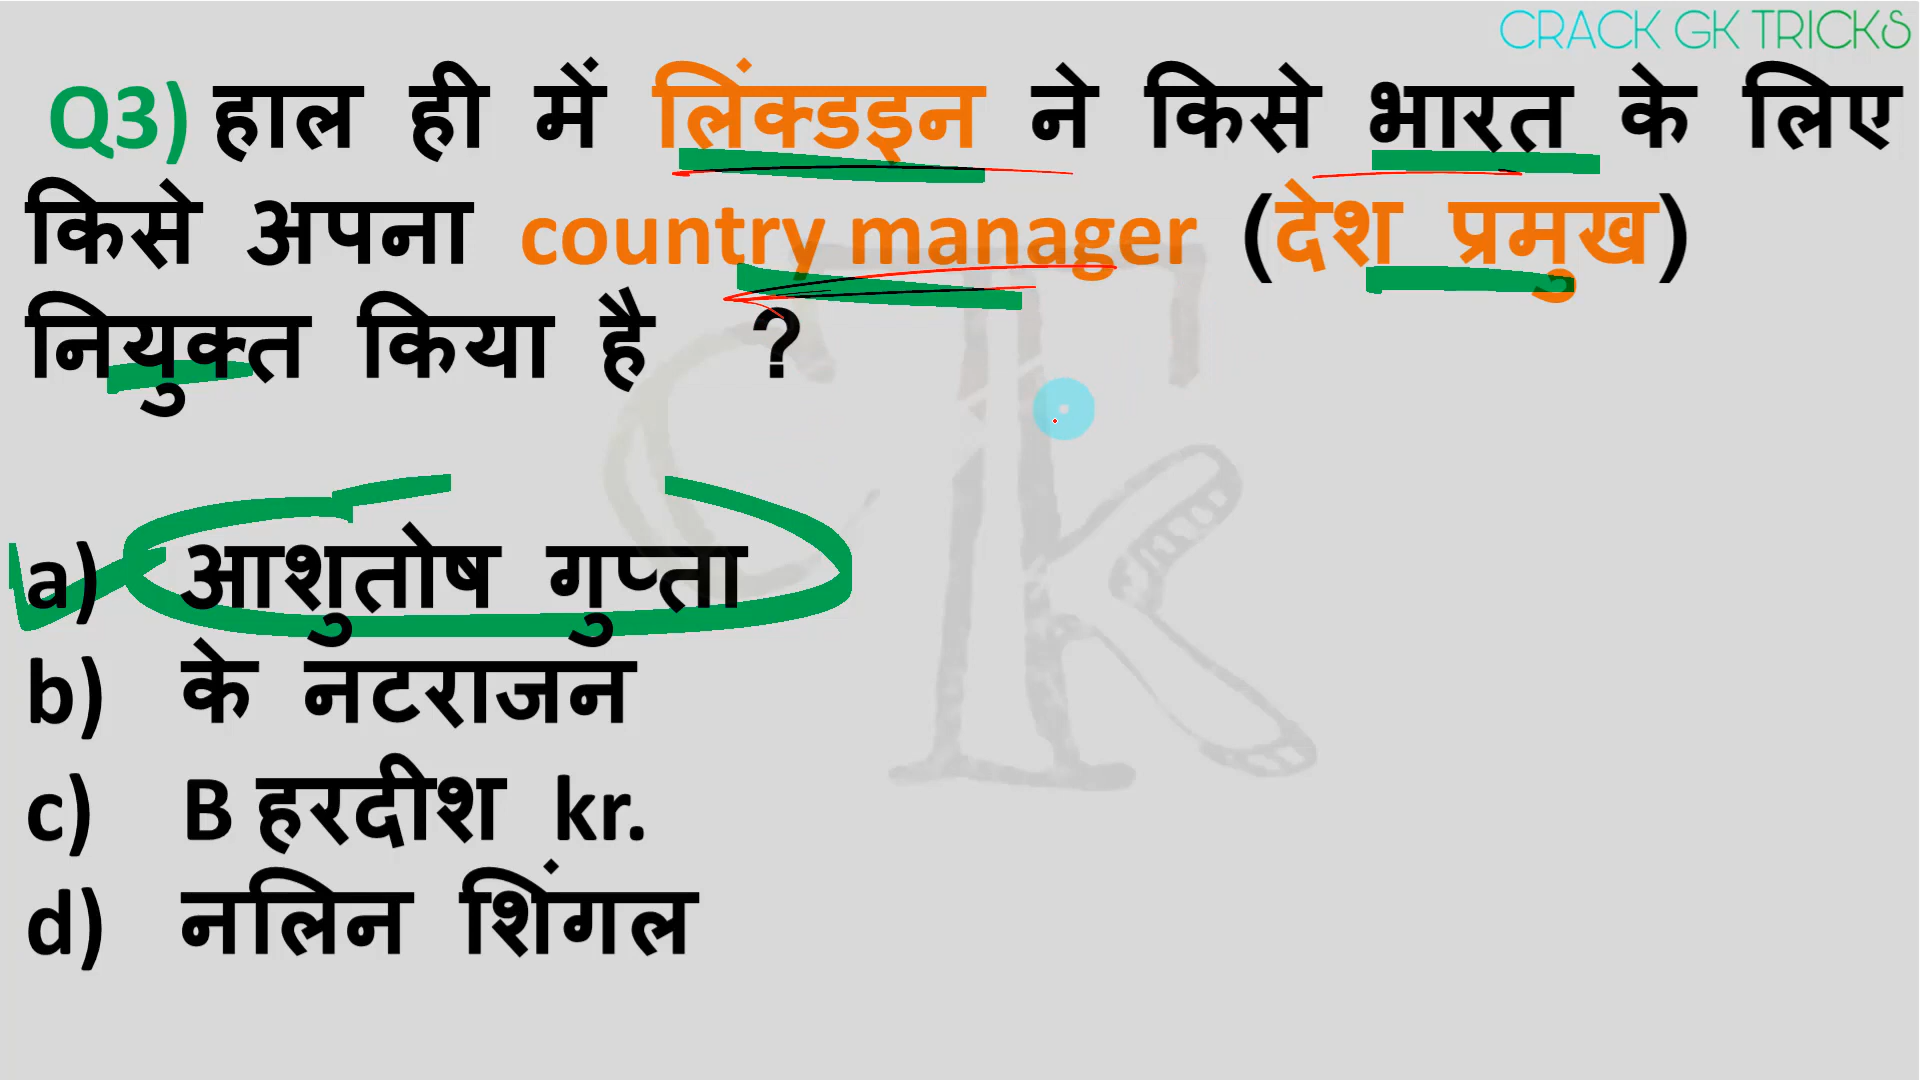 CRACK GK TRICKS
Q3) हाल ही में लिंक्डइन ने किसे भारत के लिए
किसे अपना country manager (देश प्रमुख)
नियुक्त किया है ?
a) आशुतोष गुप्ता
b) के नटराजन
c) B हरदीश kr.
d) नलिन शिंगल